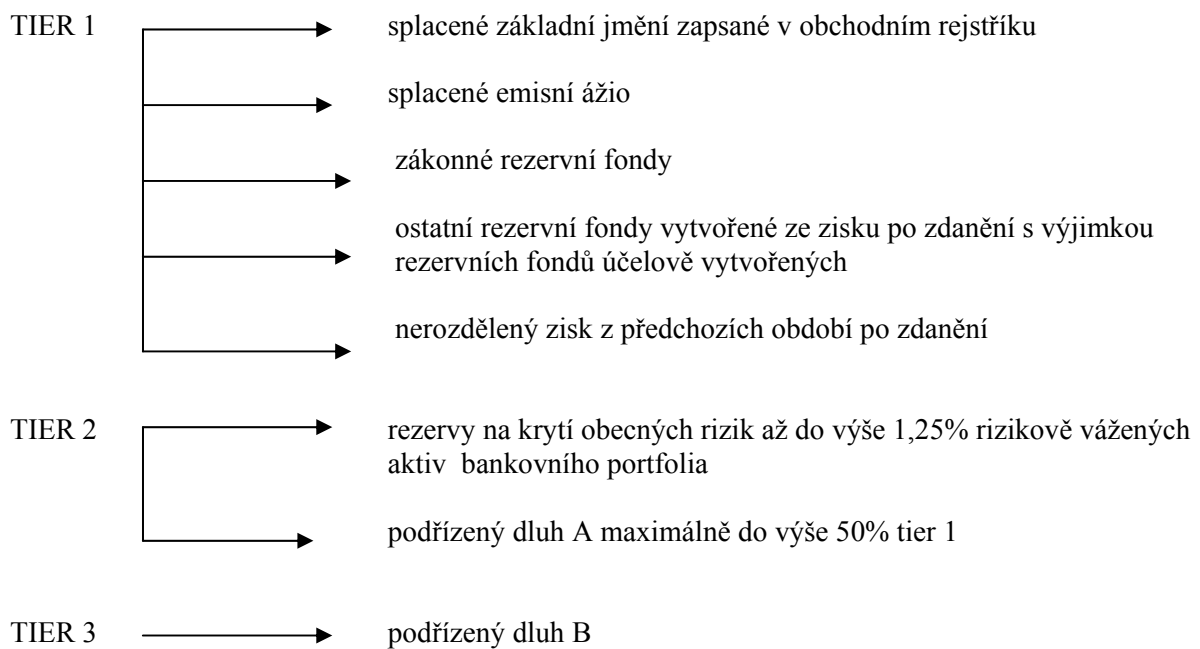 TIER 1 splacené základní jmění zapsané v obchodním rejstříku
splacené emisní ážio
zákonné rezervní fondy
ostatní rezervní fondy vytvořené ze zisku po zdanění s výjimkou
rezervních fondů účelově vytvořených
nerozdělený zisk z předchozích období po zdanění
TIER 2 rezervy na krytí obecných rizik až do výše 1,25% rizikově vážených
aktiv bankovního portfolia
podřízený dluh A maximálně do výše 50% tier 1
TIER 3 podřízený dluh B